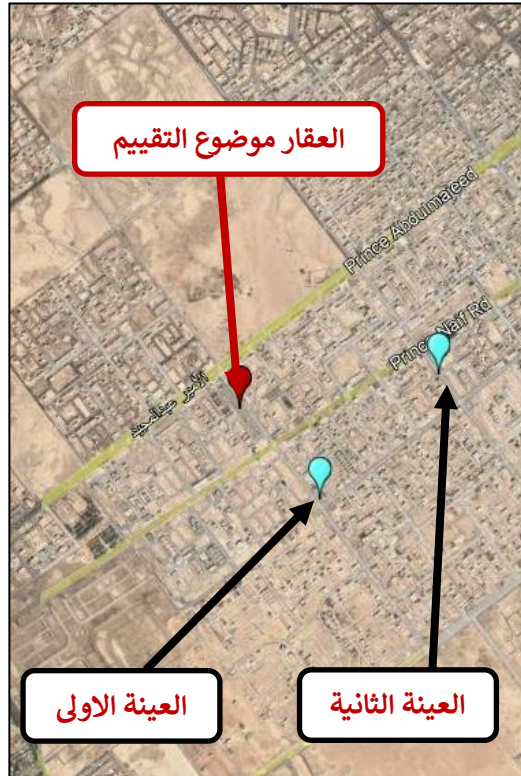 العقار موضوع التقييم
Prince Abdulmajeed
Prince Naif Rd
الأمير عبدالمجيد
العينة الثانية
العينة الاولى